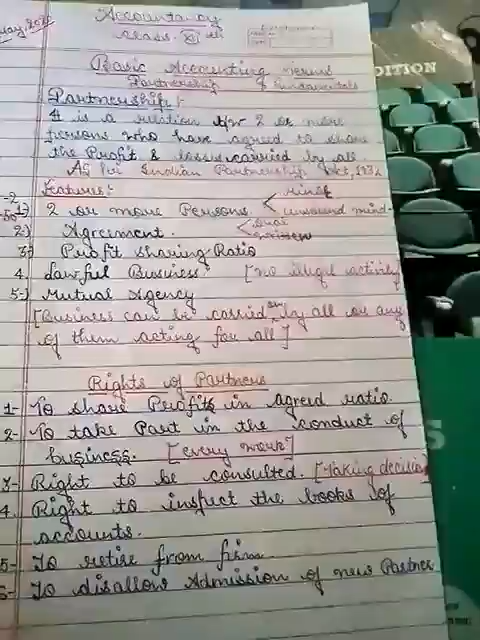 Accountancy
class-XII th
Basic Accounting Terms
Partnership & Fundamentals
Partnership:-
It is a relation b/w 2 or more
persons who have agreed to share
the Profit & losses carried by all.
As per Indian Partnership Act, 1932
Features:-
1) 2 or more Persons < minor
unsound mind-
2) Agreement. < oral
written
3) Profit sharing Ratio
4. Lawful Business. [no illegal activity
5-) Mutual Agency
[Business can be carried by all or any
of them acting for all]
Rights of Partners
1- To share Profits in agreed ratio.
2- To take Part in the conduct of
business. [every work]
3- Right to be consulted. [Taking decision
4. Right to inspect the books of
accounts.
5- To retire from firm
6- To disallow Admission of new Partner
DITION